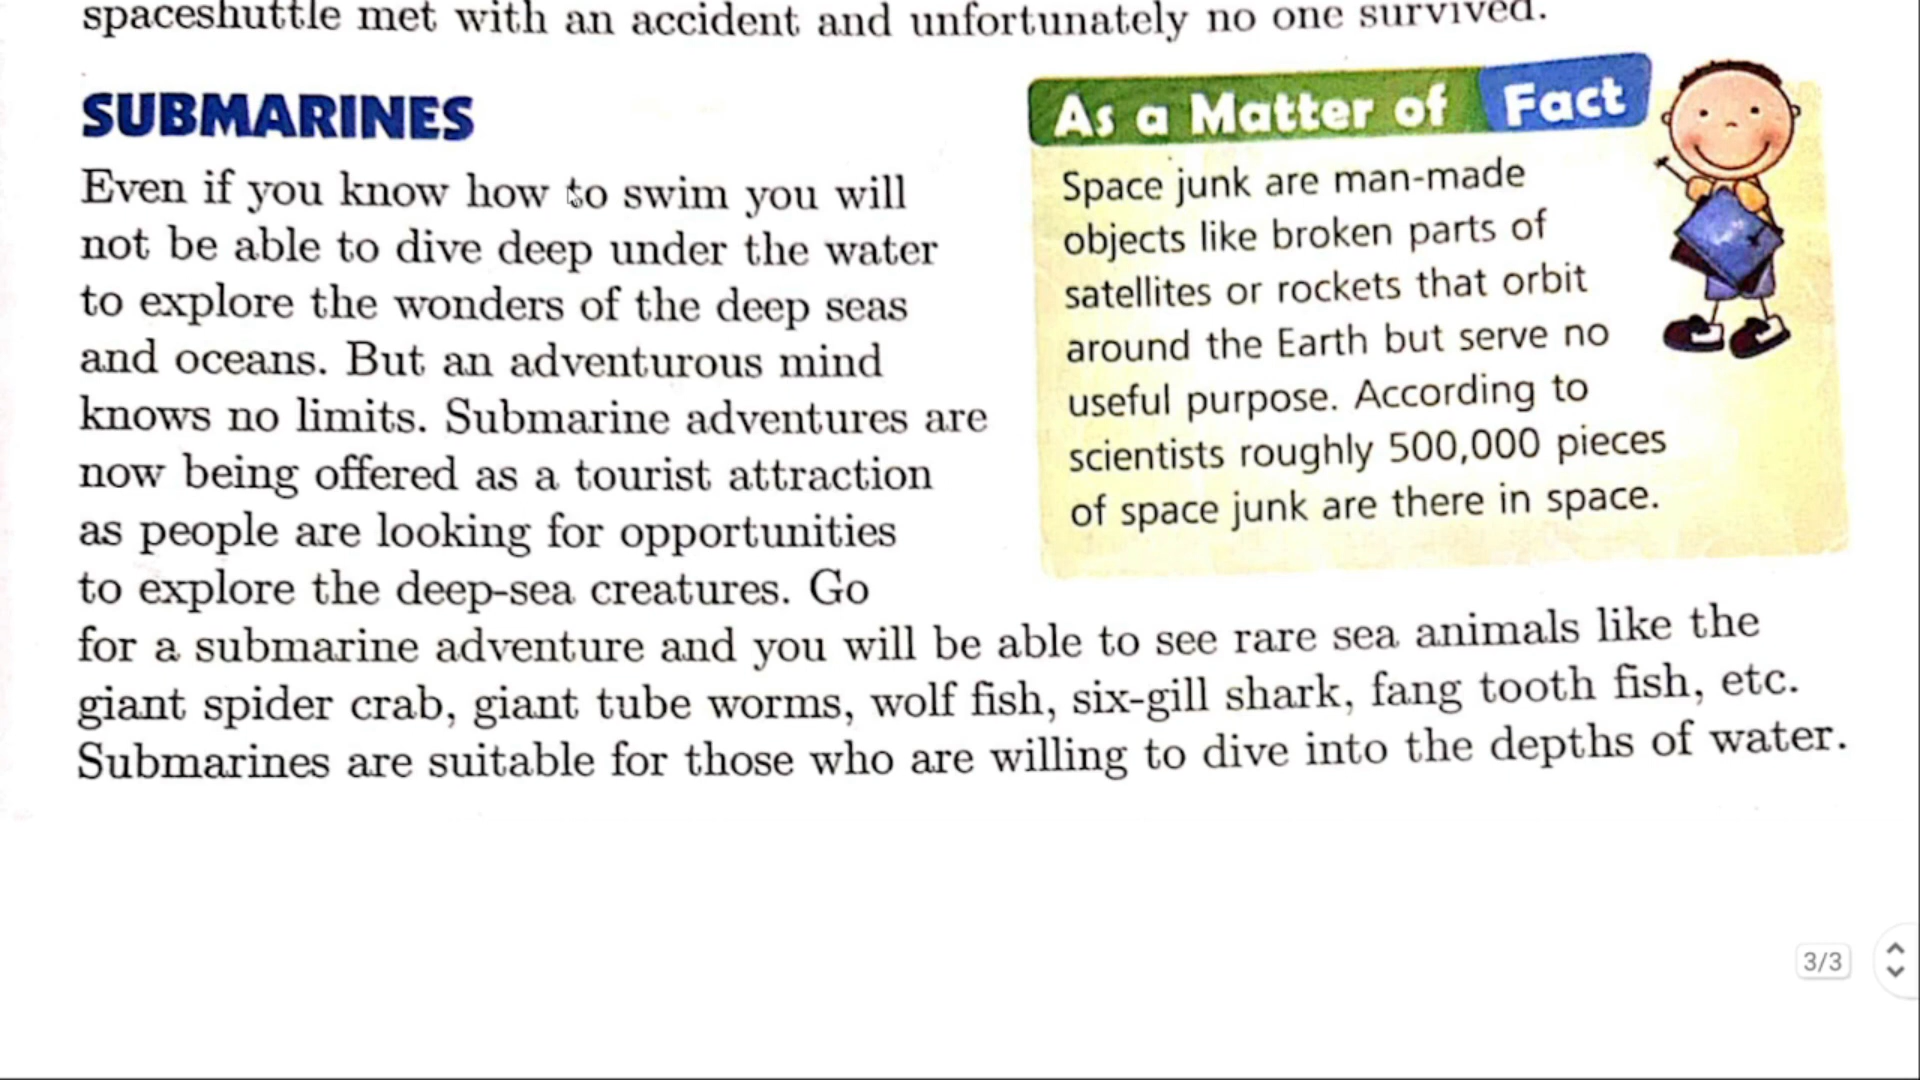 spaceshuttle met with an accident and unfortunately no one survived.
SUBMARINES
Even if you know how to swim you will
not be able to dive deep under the water
to explore the wonders of the deep seas
and oceans. But an adventurous mind
knows no limits. Submarine adventures are
now being offered as a tourist attraction
as people are looking for opportunities
to explore the deep-sea creatures. Go
for a submarine adventure and you will be able to see rare sea animals like the
giant spider crab, giant tube worms, wolf fish, six-gill shark, fang tooth fish, etc.
Submarines are suitable for those who are willing to dive into the depths of water.
As a Matter of Fact
Space junk are man-made
objects like broken parts of
satellites or rockets that orbit
around the Earth but serve no
useful purpose. According to
scientists roughly 500,000 pieces
of space junk are there in space.
3/3